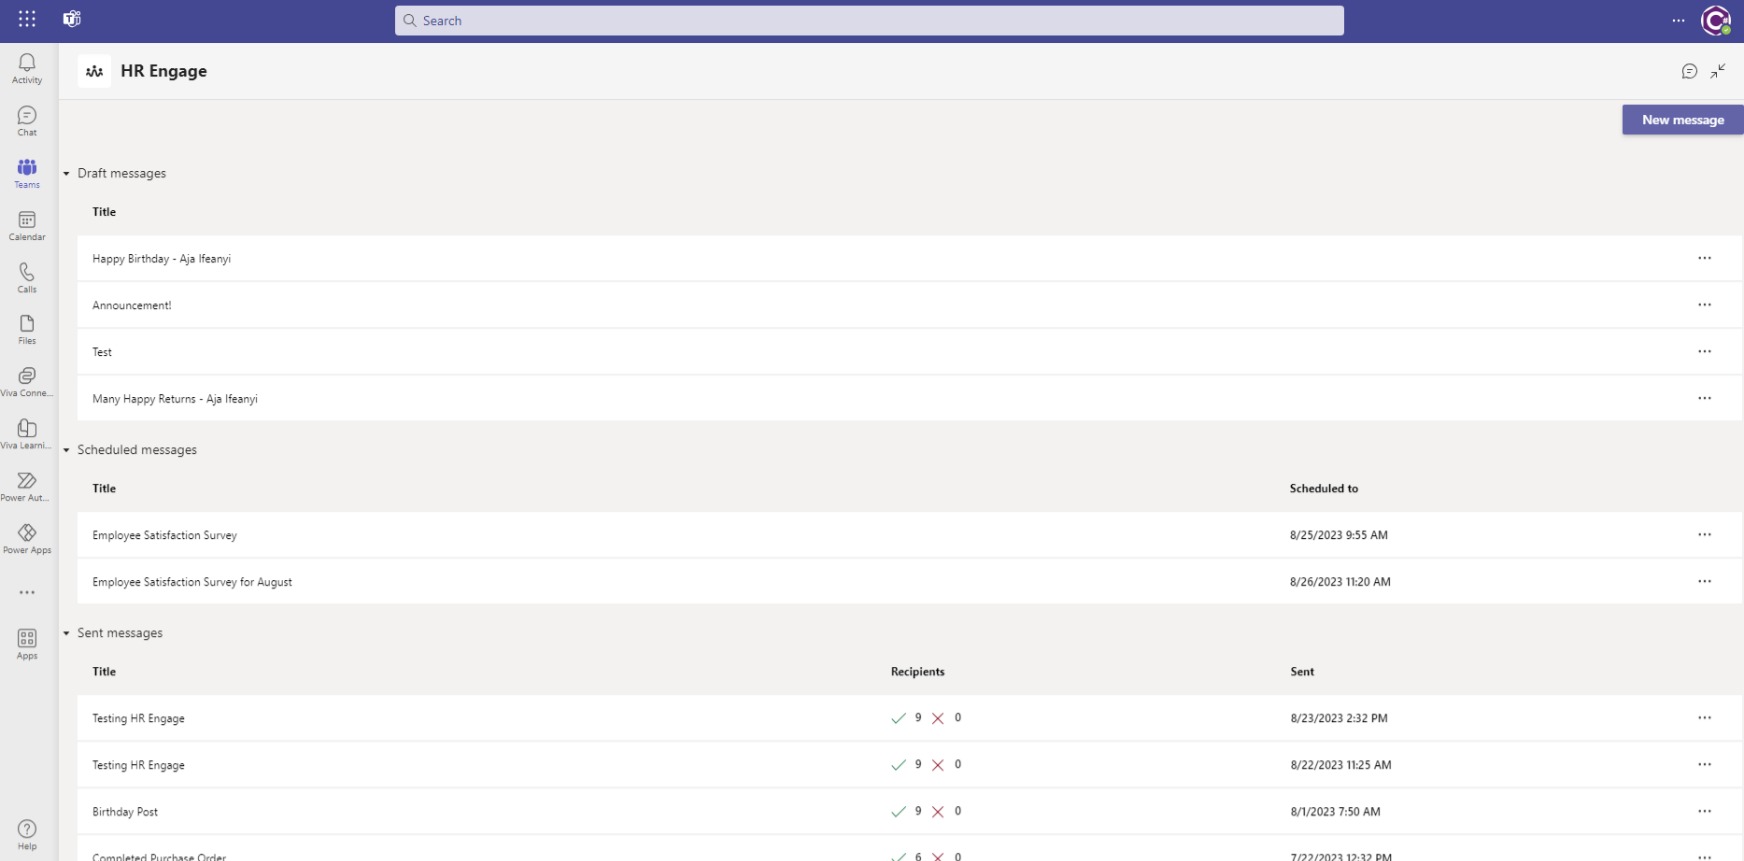 Search
Activity
Chat
Teams
Calendar
Calls
Files
Viva Conne...
Viva Learni...
Power Aut...
Power Apps
Apps
Help
HR Engage
New message
Draft messages
Title
Happy Birthday - Aja Ifeanyi
Announcement!
Test
Many Happy Returns - Aja Ifeanyi
Scheduled messages
Title Scheduled to
Employee Satisfaction Survey 8/25/2023 9:55 AM
Employee Satisfaction Survey for August 8/26/2023 11:20 AM
Sent messages
Title Recipients Sent
Testing HR Engage 9 0 8/23/2023 2:32 PM
Testing HR Engage 9 0 8/22/2023 11:25 AM
Birthday Post 9 0 8/1/2023 7:50 AM
Completed Purchase Order 6 0 7/22/2023 12:32 PM